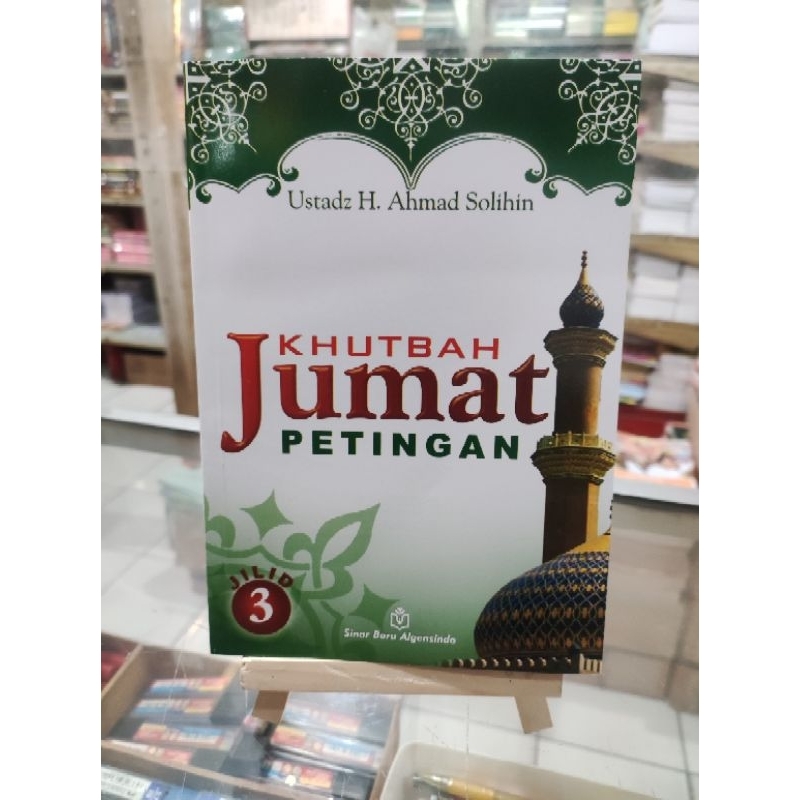 Ustadz H. Ahmad Solihin
KHUTBAH
Jumat
PETINGAN
JILID
3
Sinar Baru Algensindo